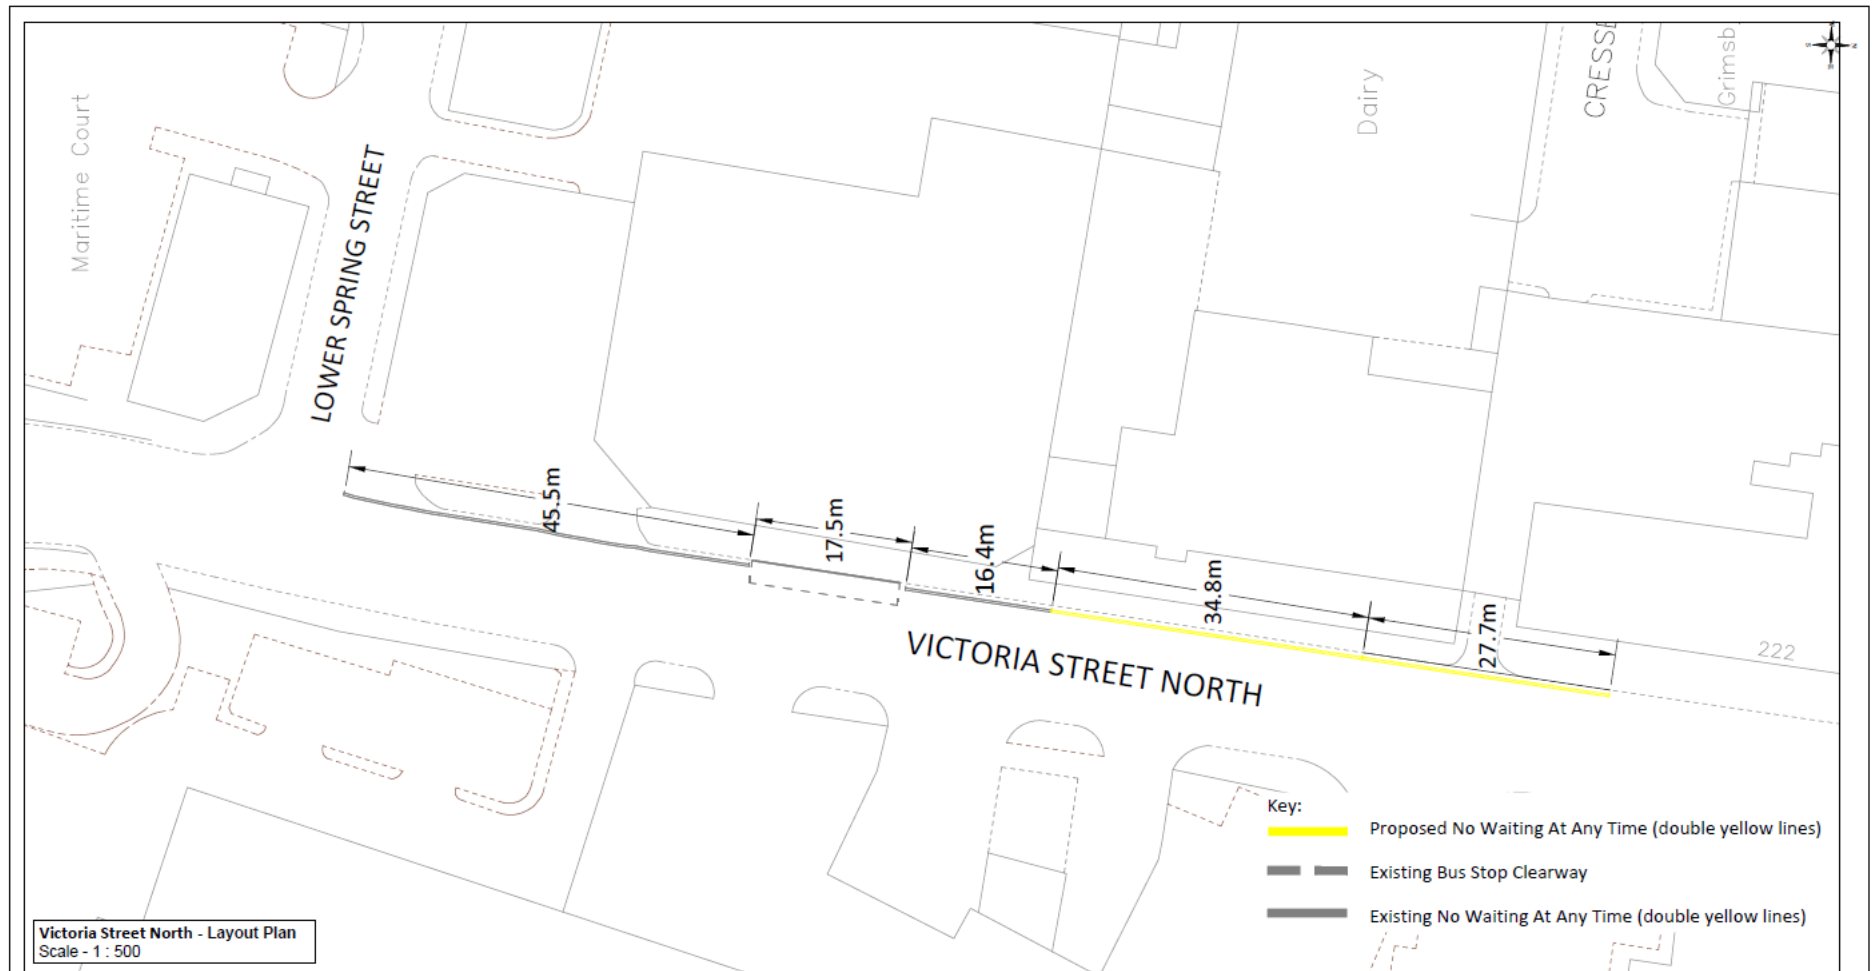 Maritime Court
LOWER SPRING STREET
Dairy
CRESSE
Grimsb
45.5m
17.5m
16.4m
34.8m
27.7m
VICTORIA STREET NORTH
222
Key:
Proposed No Waiting At Any Time (double yellow lines)
Existing Bus Stop Clearway
Existing No Waiting At Any Time (double yellow lines)
Victoria Street North - Layout Plan
Scale - 1 : 500